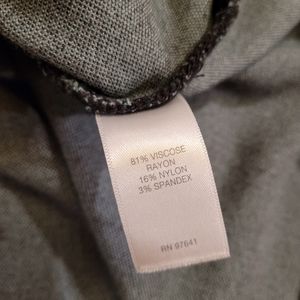 81% VISCOSE
RAYON
16% NYLON
3% SPANDEX
RN 97641